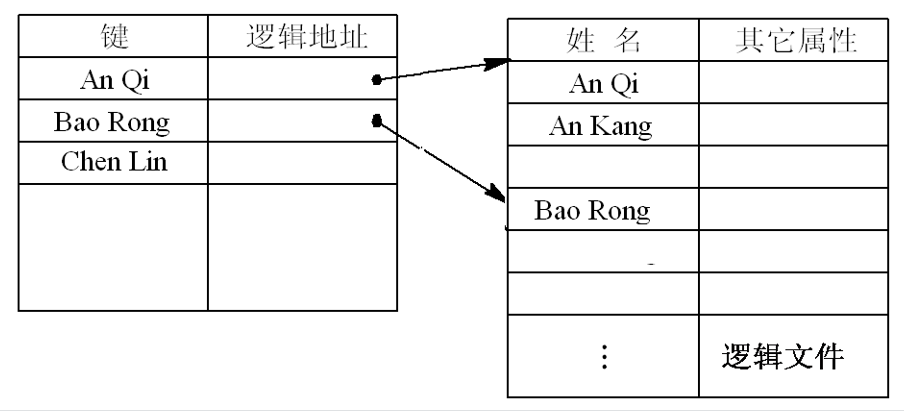 键 逻辑地址
An Qi
Bao Rong
Chen Lin
姓 名 其它属性
An Qi
An Kang
Bao Rong
⋮ 逻辑文件